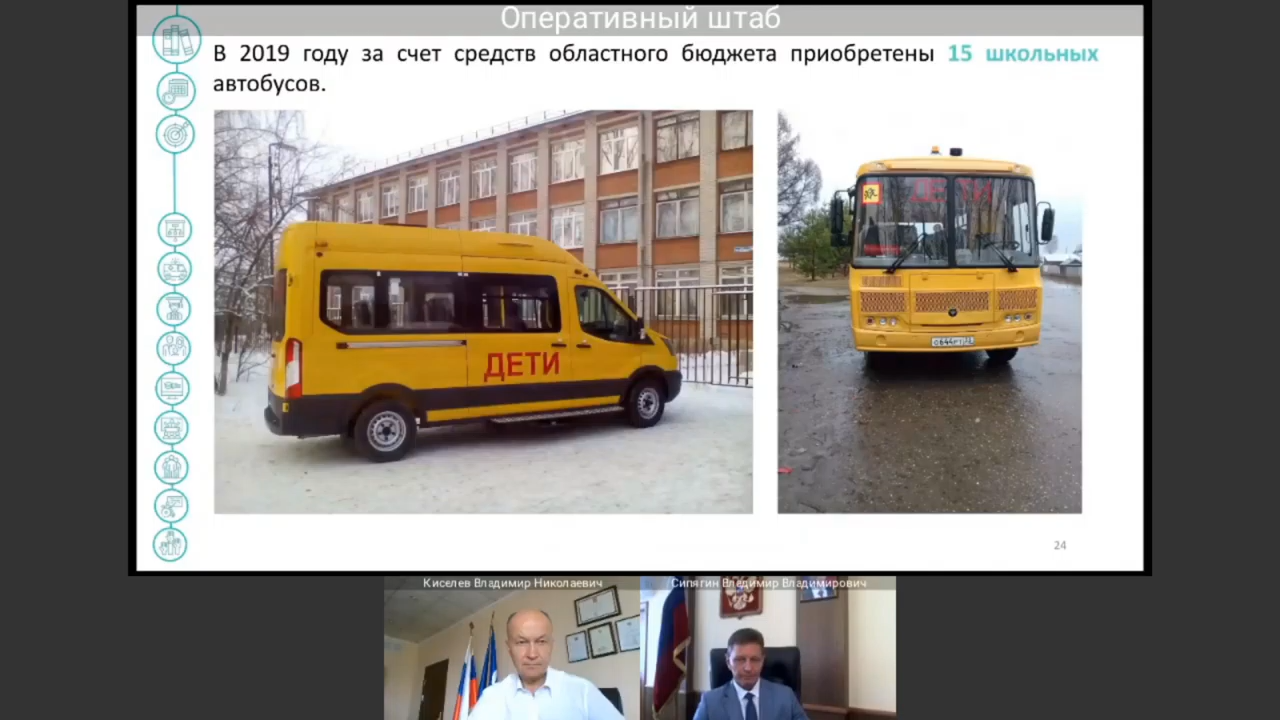 Оперативный штаб
В 2019 году за счет средств областного бюджета приобретены 15 школьных
автобусов.
ДЕТИ
ДЕТИ
24
Киселев Владимир Николаевич
Сипягин Владимир Владимирович